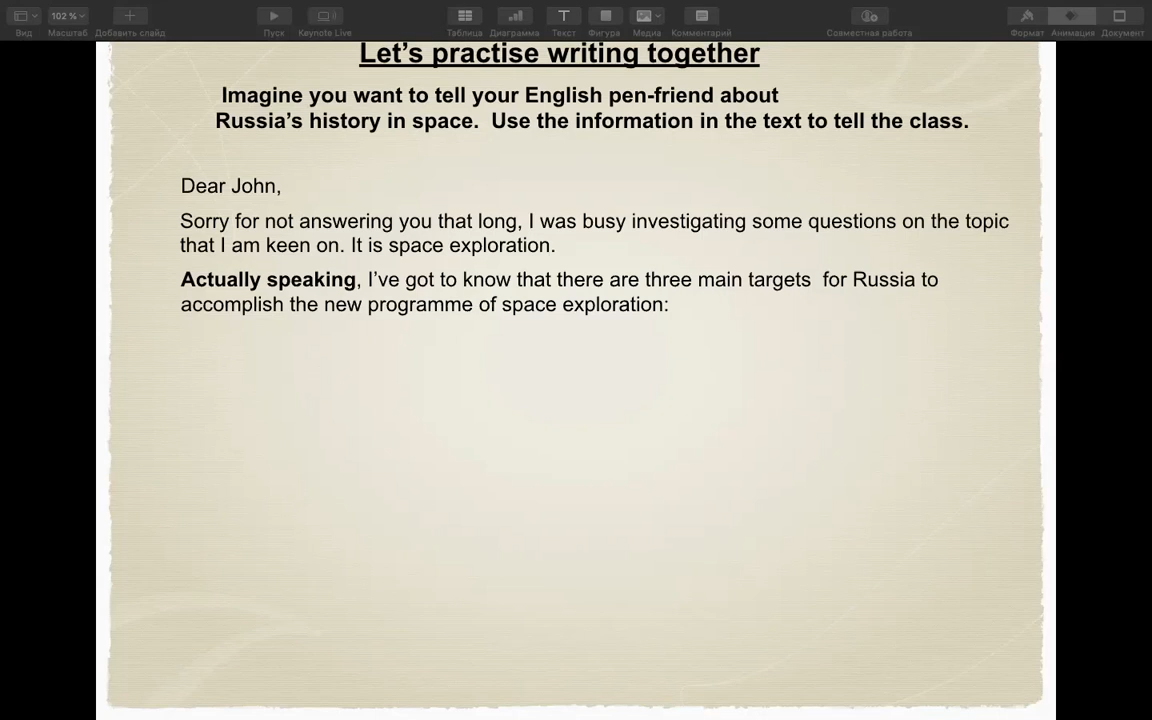 102 %
Вид
Масштаб
Добавить слайд
Пуск
Keynote Live
Таблица
Диаграмма
Текст
Фигура
Медиа
Комментарий
Совместная работа
Формат
Анимация
Документ
Let's practise writing together
Imagine you want to tell your English pen-friend about
Russia's history in space.  Use the information in the text to tell the class.
Dear John,
Sorry for not answering you that long, I was busy investigating some questions on the topic
that I am keen on. It is space exploration.
Actually speaking, I've got to know that there are three main targets  for Russia to
accomplish the new programme of space exploration: